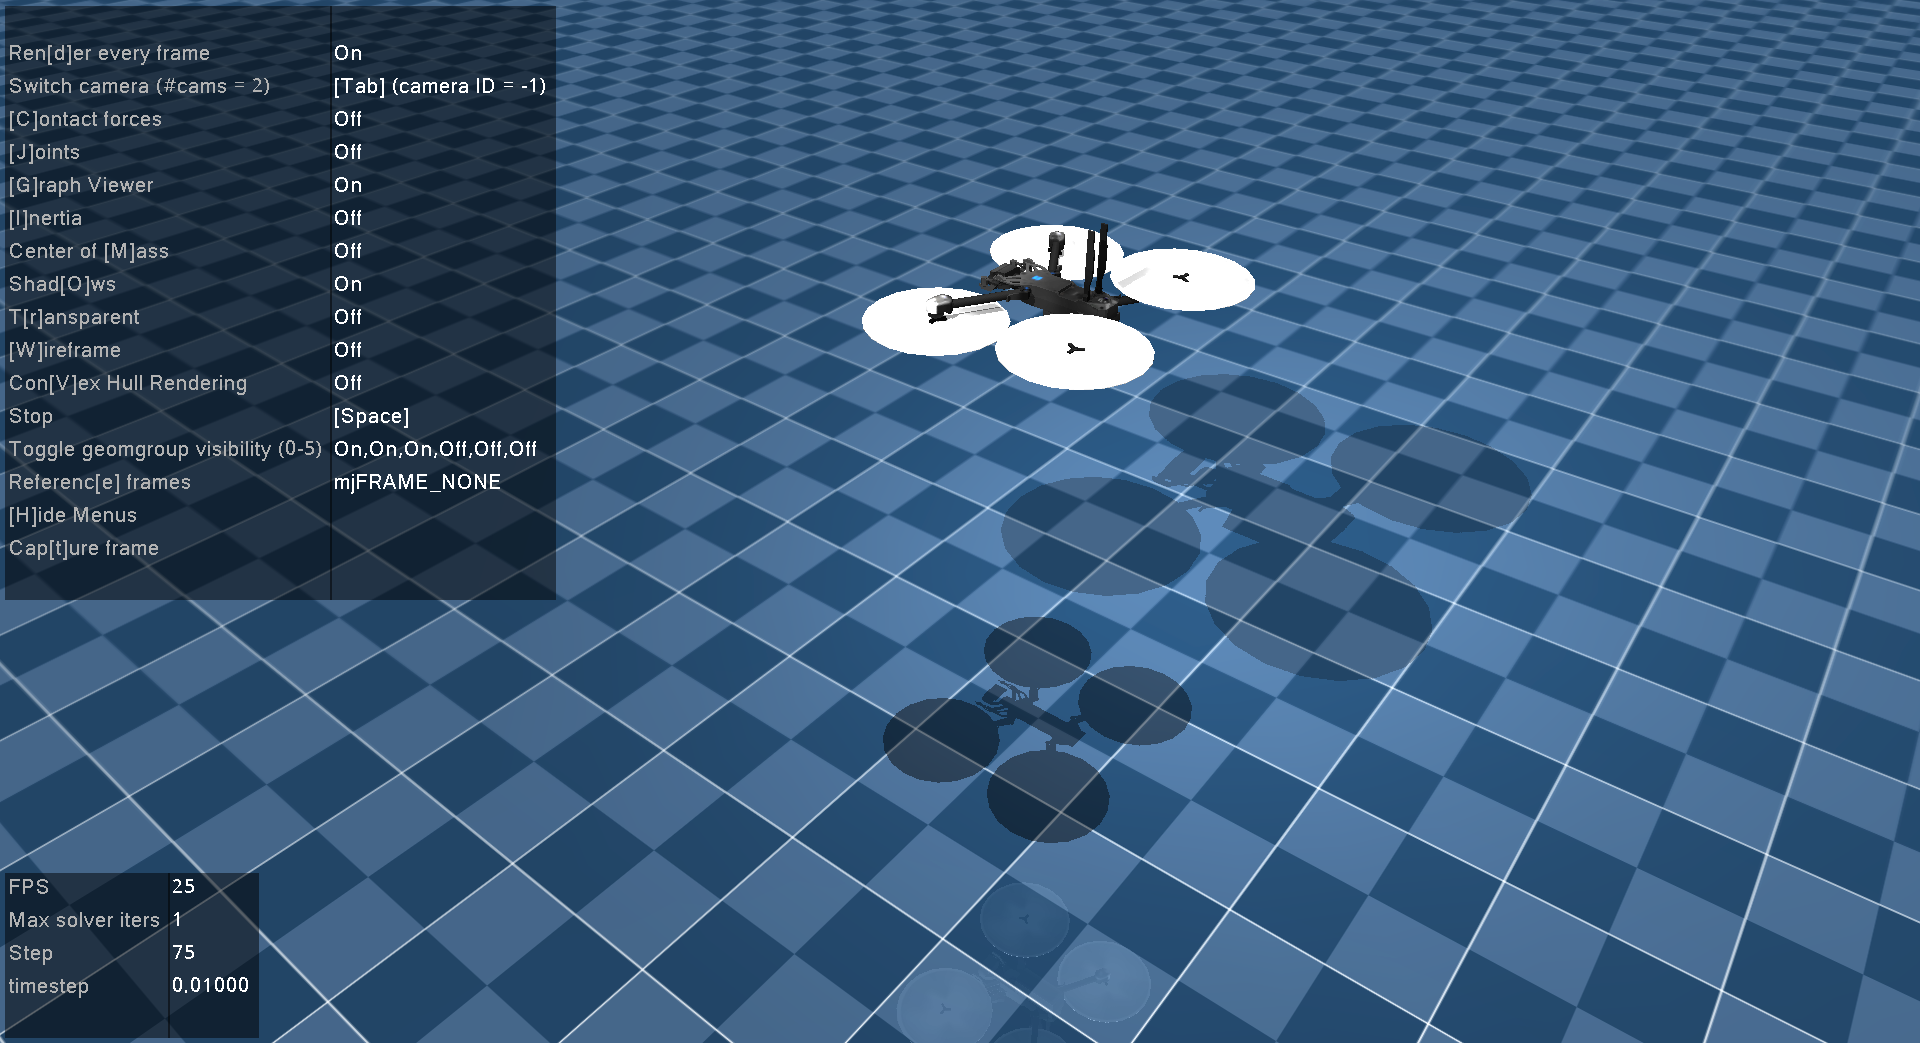 Ren[d]er every frame On
Switch camera (#cams = 2) [Tab] (camera ID = -1)
[C]ontact forces Off
[J]oints Off
[G]raph Viewer On
[I]nertia Off
Center of [M]ass Off
Shad[O]ws On
T[r]ansparent Off
[W]ireframe Off
Con[V]ex Hull Rendering Off
Stop [Space]
Toggle geomgroup visibility (0-5) On,On,On,Off,Off,Off
Referenc[e] frames mjFRAME_NONE
[H]ide Menus
Cap[t]ure frame
FPS 25
Max solver iters 1
Step 75
timestep 0.01000